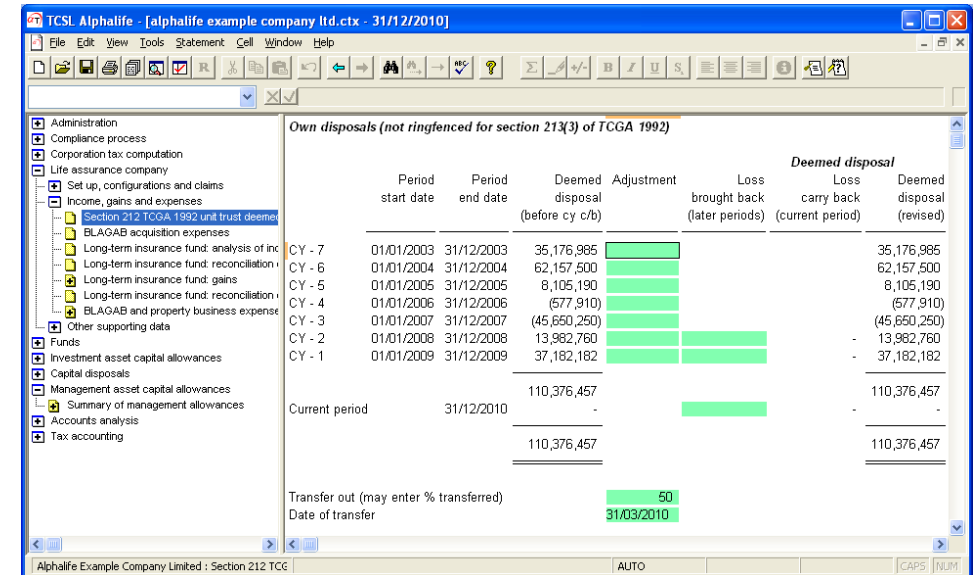 TCSL Alphalife - [alphalife example company ltd.ctx - 31/12/2010]
File Edit View Tools Statement Cell Window Help
Administration
Compliance process
Corporation tax computation
Life assurance company
Set up, configurations and claims
Income, gains and expenses
Section 212 TCGA 1992 unit trust deeme
BLAGAB acquisition expenses
Long-term insurance fund: analysis of inc
Long-term insurance fund: reconciliation
Long-term insurance fund: gains
Long-term insurance fund: reconciliation
BLAGAB and property business expense
Other supporting data
Funds
Investment asset capital allowances
Capital disposals
Management asset capital allowances
Summary of management allowances
Accounts analysis
Tax accounting
Own disposals (not ringfenced for section 213(3) of TCGA 1992)
Deemed disposal
Period Period Deemed Adjustment Loss Loss Deemed
start date end date disposal brought back carry back disposal
(before cy c/b) (later periods) (current period) (revised)
CY - 7 01/01/2003 31/12/2003 35,176,985 35,176,985
CY - 6 01/01/2004 31/12/2004 62,157,500 62,157,500
CY - 5 01/01/2005 31/12/2005 8,105,190 8,105,190
CY - 4 01/01/2006 31/12/2006 (577,910) (577,910)
CY - 3 01/01/2007 31/12/2007 (45,650,250) (45,650,250)
CY - 2 01/01/2008 31/12/2008 13,982,760 - 13,982,760
CY - 1 01/01/2009 31/12/2009 37,182,182 - 37,182,182
110,376,457 110,376,457
Current period 31/12/2010 - - -
110,376,457 110,376,457
Transfer out (may enter % transferred) 50
Date of transfer 31/03/2010
Alphalife Example Company Limited : Section 212 TCG AUTO CAPS NUM